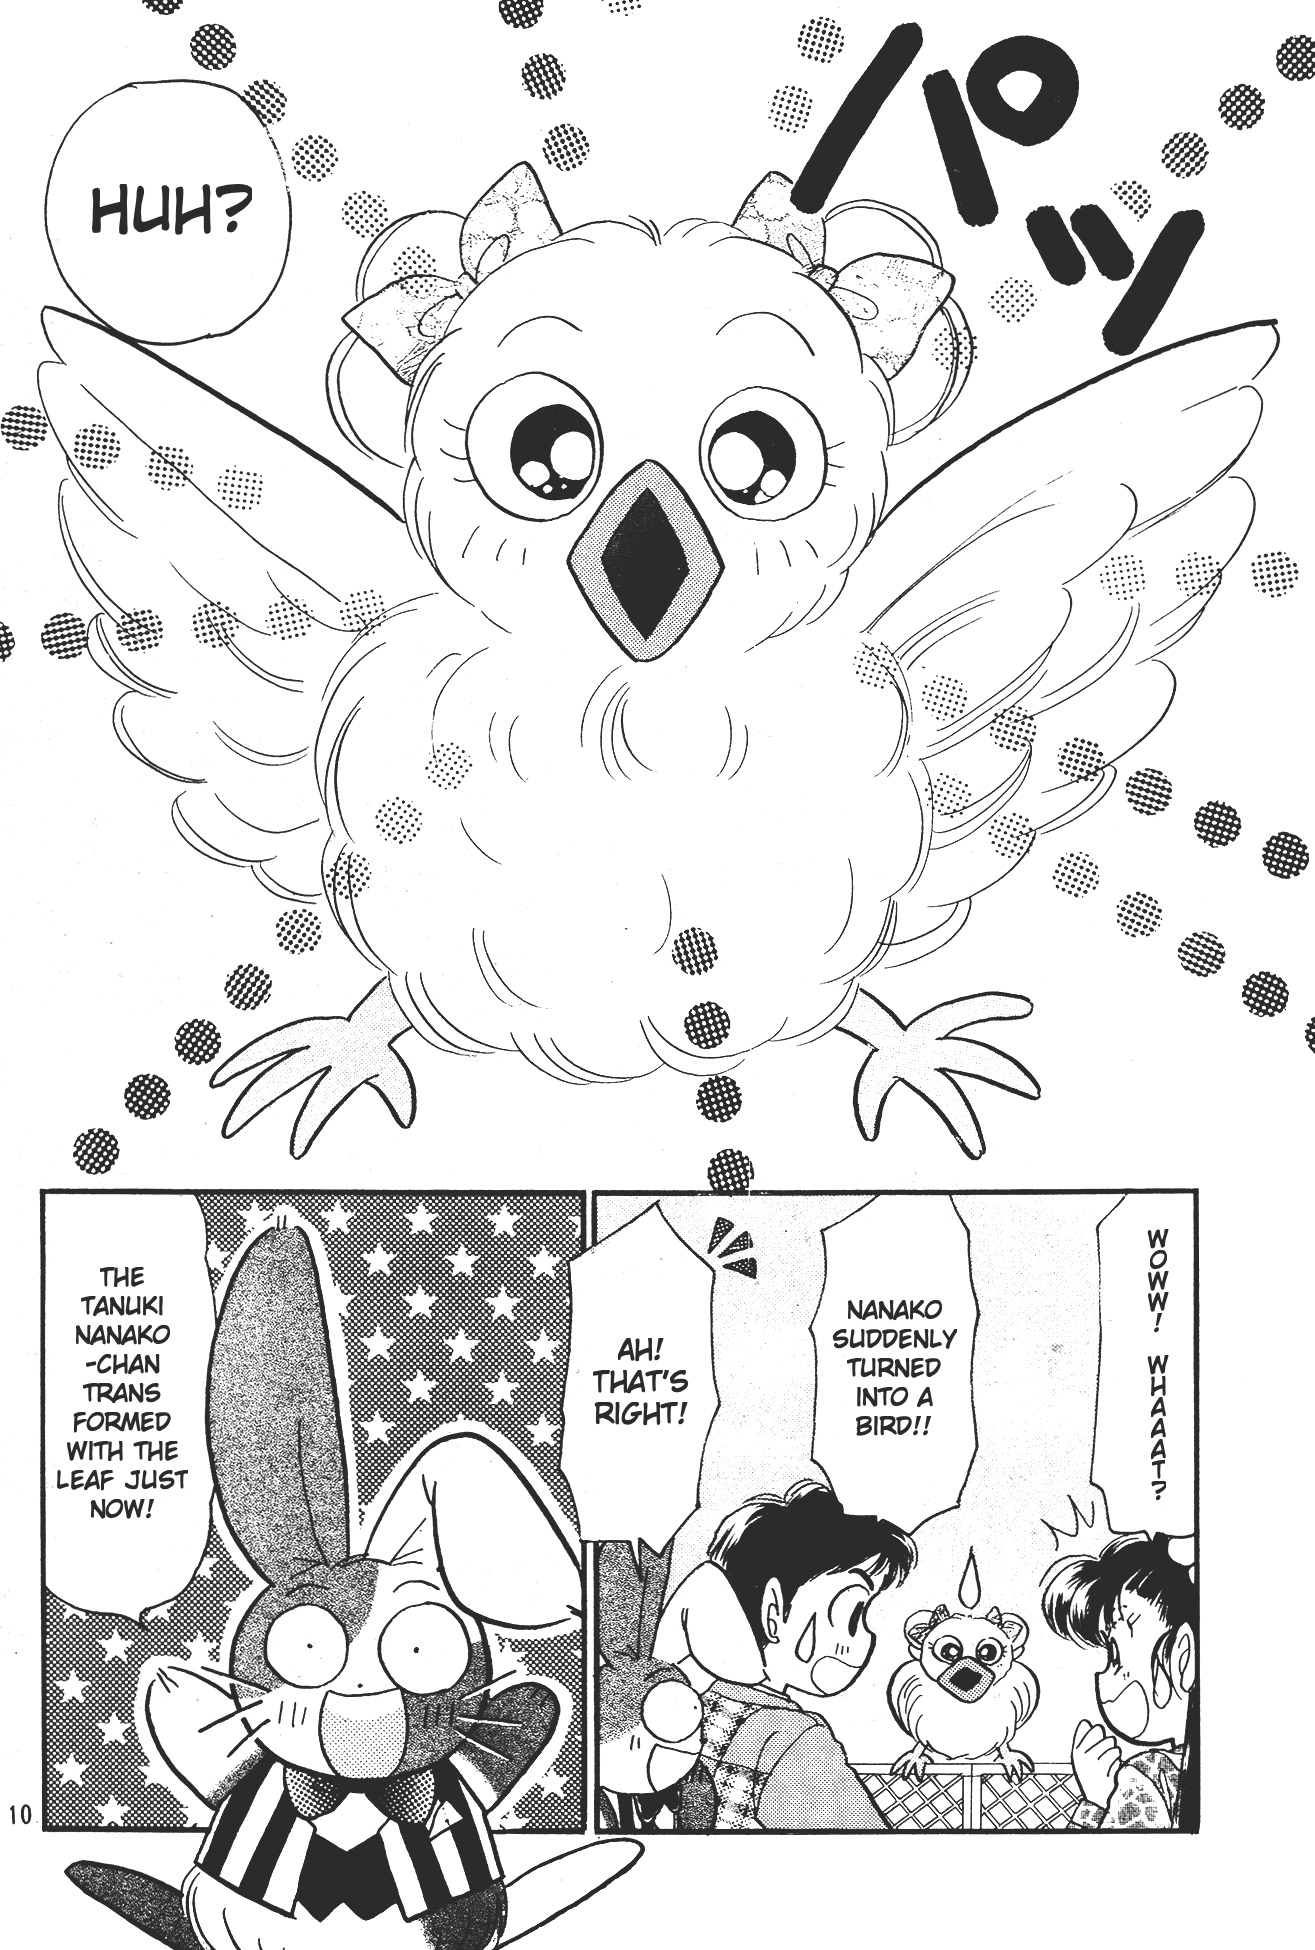 HUH?
パッ
WOWW! WHAAAT?
NANAKO
SUDDENLY
TURNED
INTO A
BIRD!!
AH!
THAT'S
RIGHT!
THE
TANUKI
NANAKO
-CHAN
TRANS
FORMED
WITH THE
LEAF JUST
NOW!
10